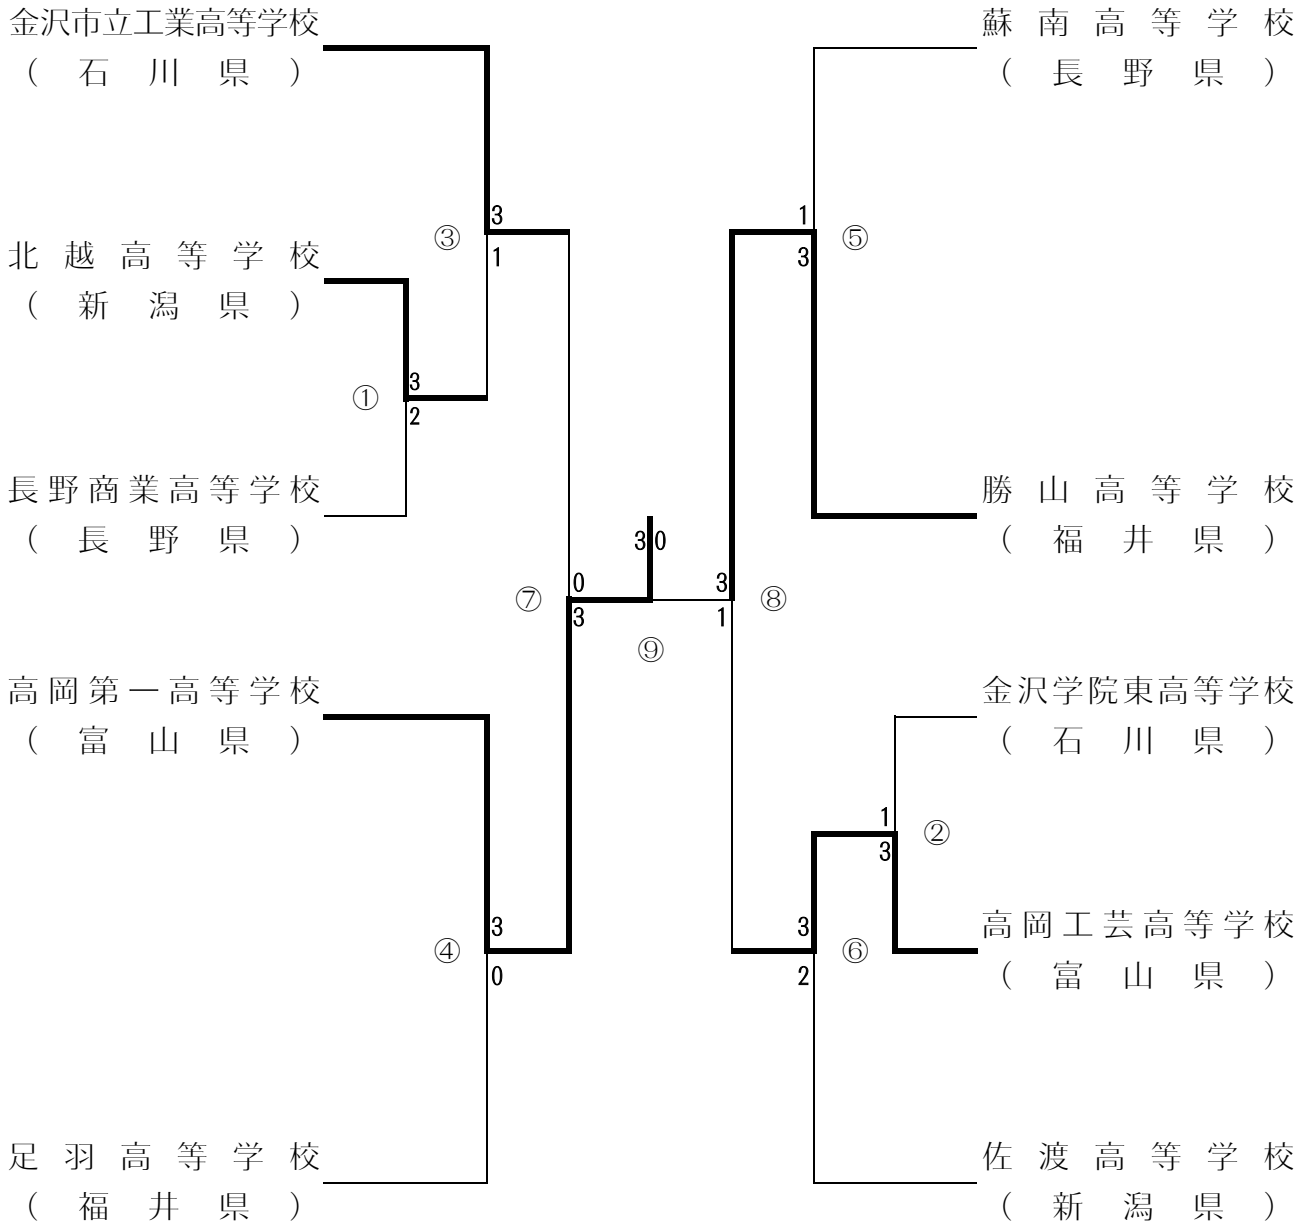 金沢市立工業高等学校
（石川県）
北越高等学校
（新潟県）
長野商業高等学校
（長野県）
高岡第一高等学校
（富山県）
足羽高等学校
（福井県）
③
3
1
①
3
2
④
3
0
⑦
0
3
3 0
⑨
3
1
⑧
1
3
⑤
1
3
②
3
2
⑥
蘇南高等学校
（長野県）
勝山高等学校
（福井県）
金沢学院東高等学校
（石川県）
高岡工芸高等学校
（富山県）
佐渡高等学校
（新潟県）